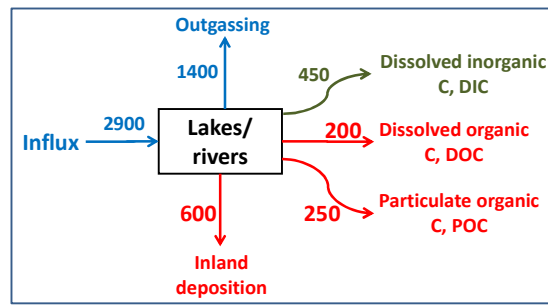 Outgassing
1400
450
Dissolved inorganic
C, DIC
2900
Influx
Lakes/
rivers
200
Dissolved organic
C, DOC
600
250
Particulate organic
C, POC
Inland
deposition